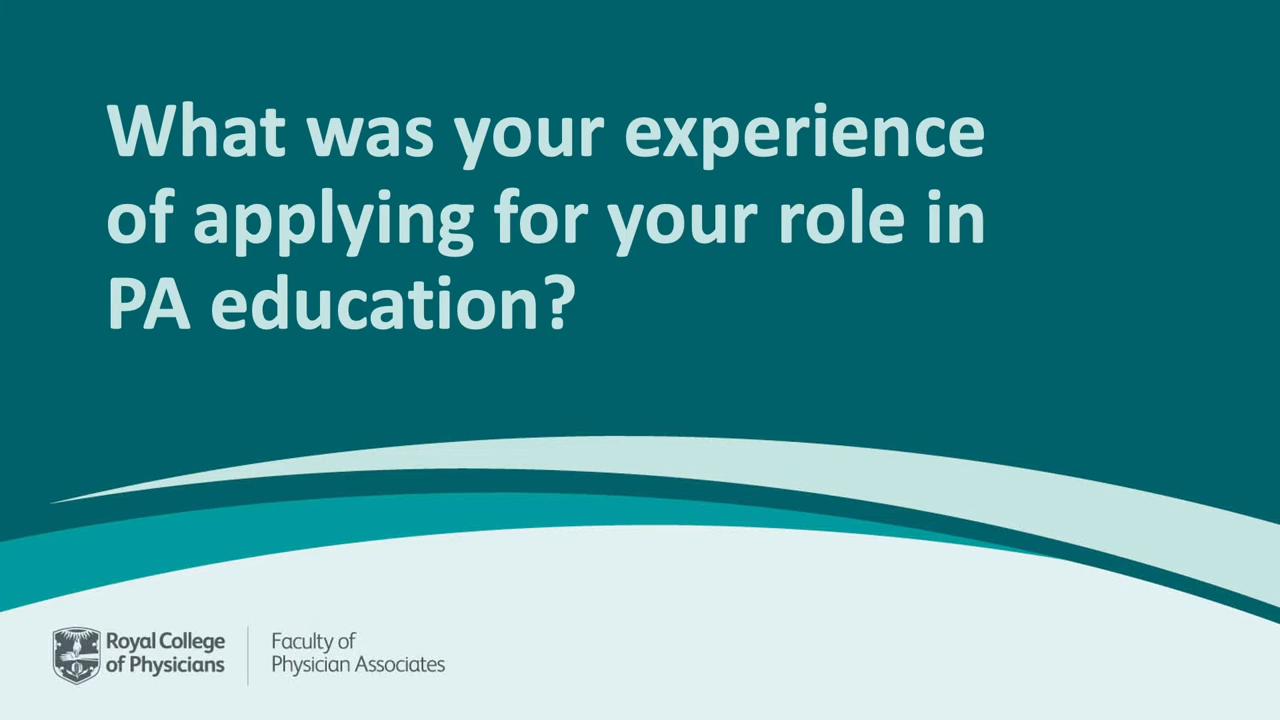 What was your experience
of applying for your role in
PA education?
Royal College
of Physicians
Faculty of
Physician Associates